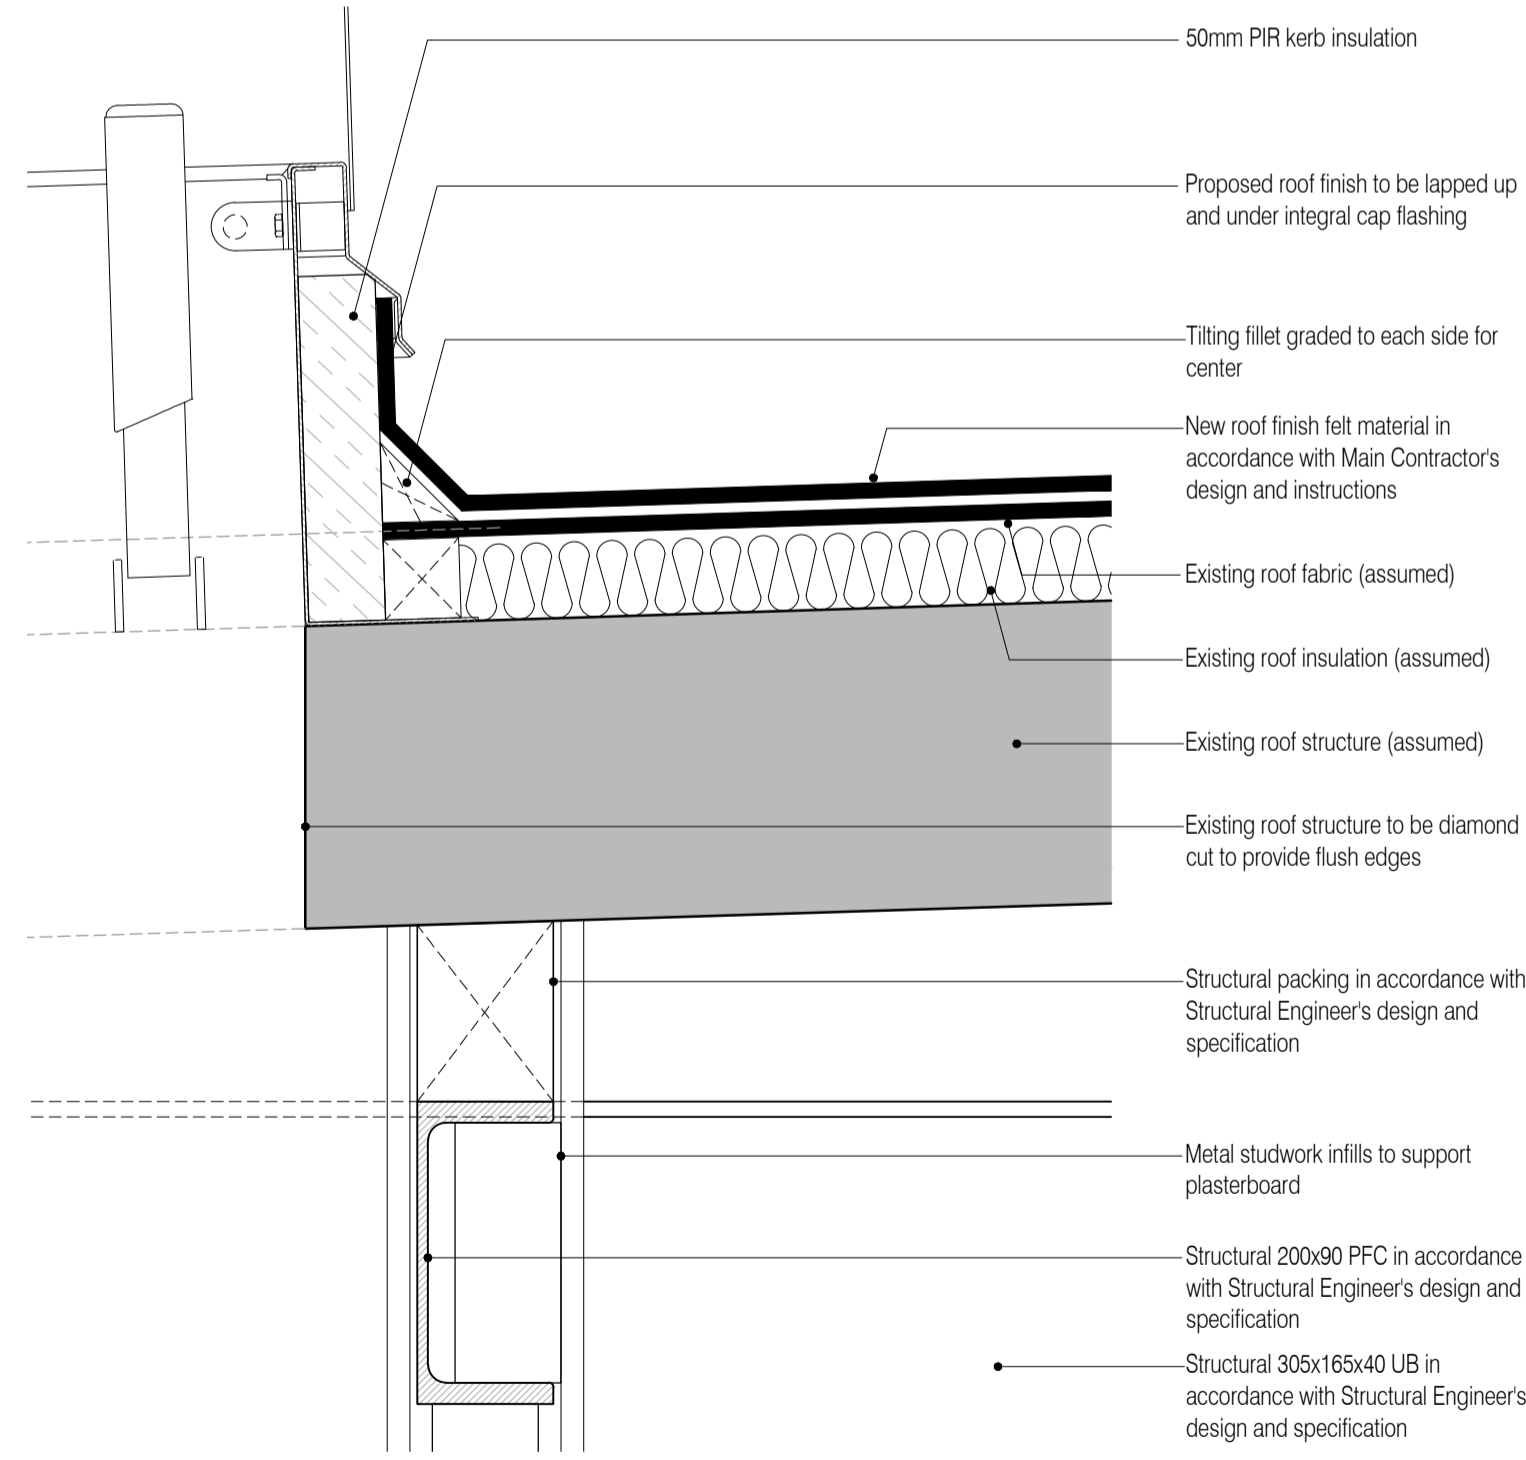 50mm PIR kerb insulation
Proposed roof finish to be lapped up
and under integral cap flashing
Tilting fillet graded to each side for
center
New roof finish felt material in
accordance with Main Contractor's
design and instructions
Existing roof fabric (assumed)
Existing roof insulation (assumed)
Existing roof structure (assumed)
Existing roof structure to be diamond
cut to provide flush edges
Structural packing in accordance with
Structural Engineer's design and
specification
Metal studwork infills to support
plasterboard
Structural 200x90 PFC in accordance
with Structural Engineer's design and
specification
Structural 305x165x40 UB in
accordance with Structural Engineer's
design and specification